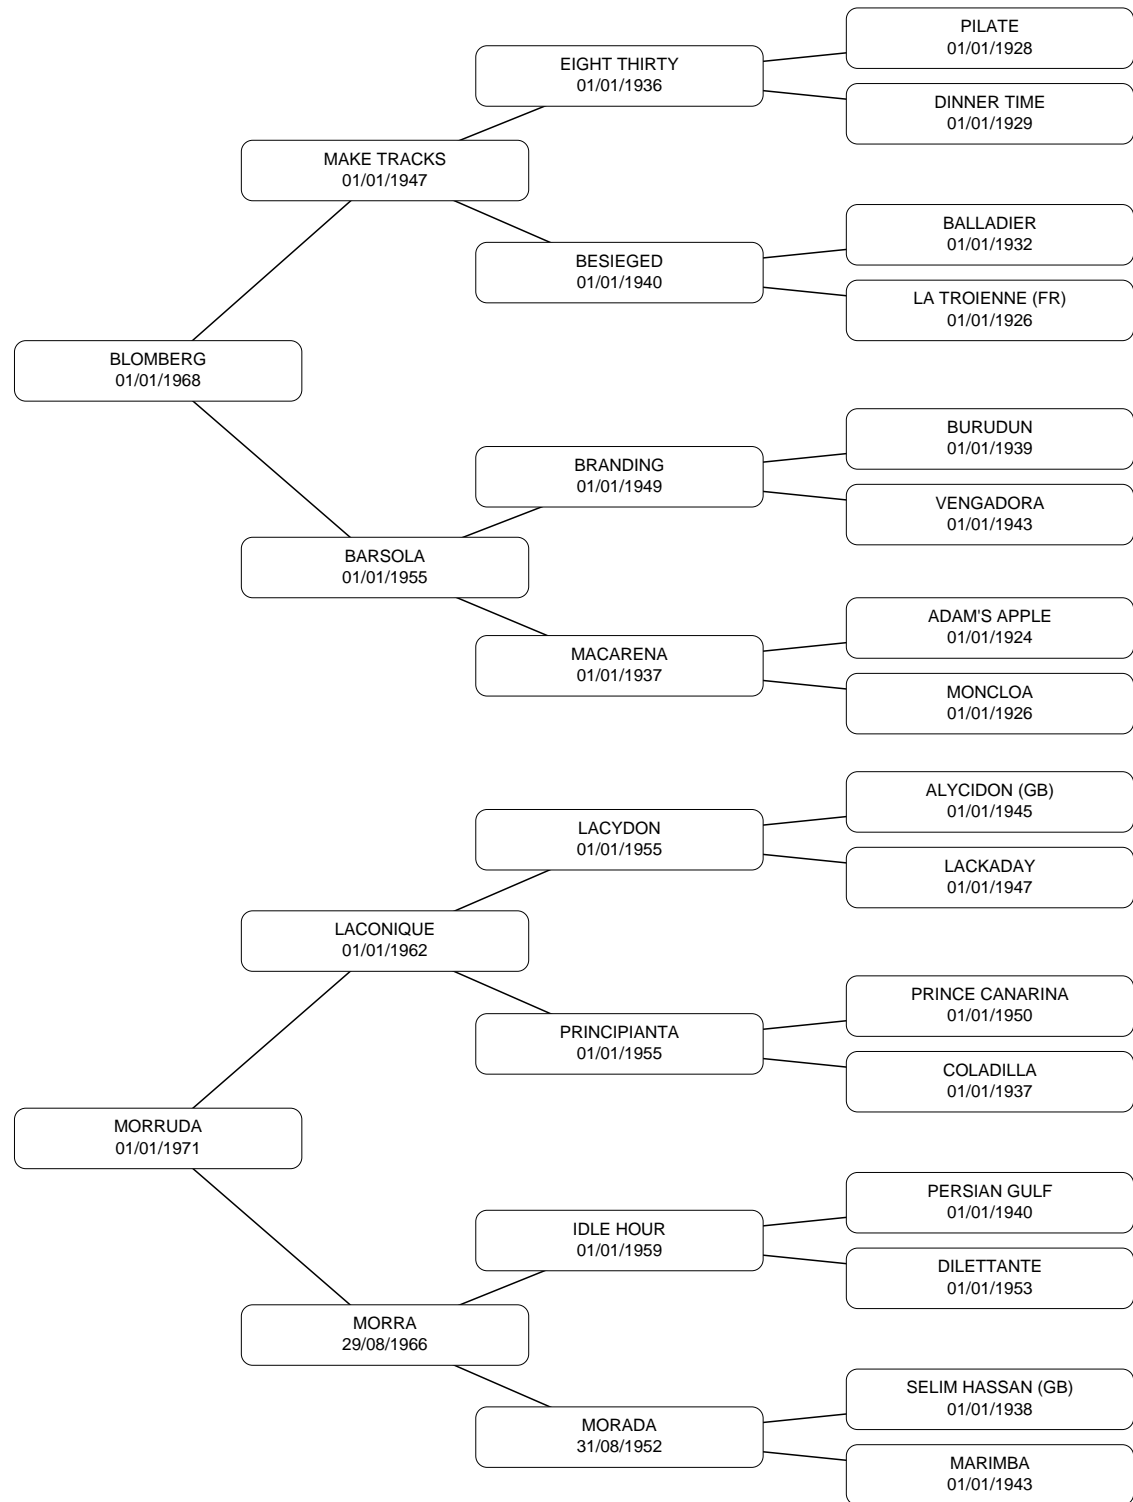 PILATE
01/01/1928
EIGHT THIRTY
01/01/1936
DINNER TIME
01/01/1929
MAKE TRACKS
01/01/1947
BALLADIER
01/01/1932
BESIEGED
01/01/1940
LA TROIENNE (FR)
01/01/1926
BLOMBERG
01/01/1968
BURUDUN
01/01/1939
BRANDING
01/01/1949
VENGADORA
01/01/1943
BARSOLA
01/01/1955
ADAM'S APPLE
01/01/1924
MACARENA
01/01/1937
MONCLOA
01/01/1926
ALYCIDON (GB)
01/01/1945
LACYDON
01/01/1955
LACKADAY
01/01/1947
LACONIQUE
01/01/1962
PRINCE CANARINA
01/01/1950
PRINCIPIANTA
01/01/1955
COLADILLA
01/01/1937
MORRUDA
01/01/1971
PERSIAN GULF
01/01/1940
IDLE HOUR
01/01/1959
DILETTANTE
01/01/1953
MORRA
29/08/1966
SELIM HASSAN (GB)
01/01/1938
MORADA
31/08/1952
MARIMBA
01/01/1943